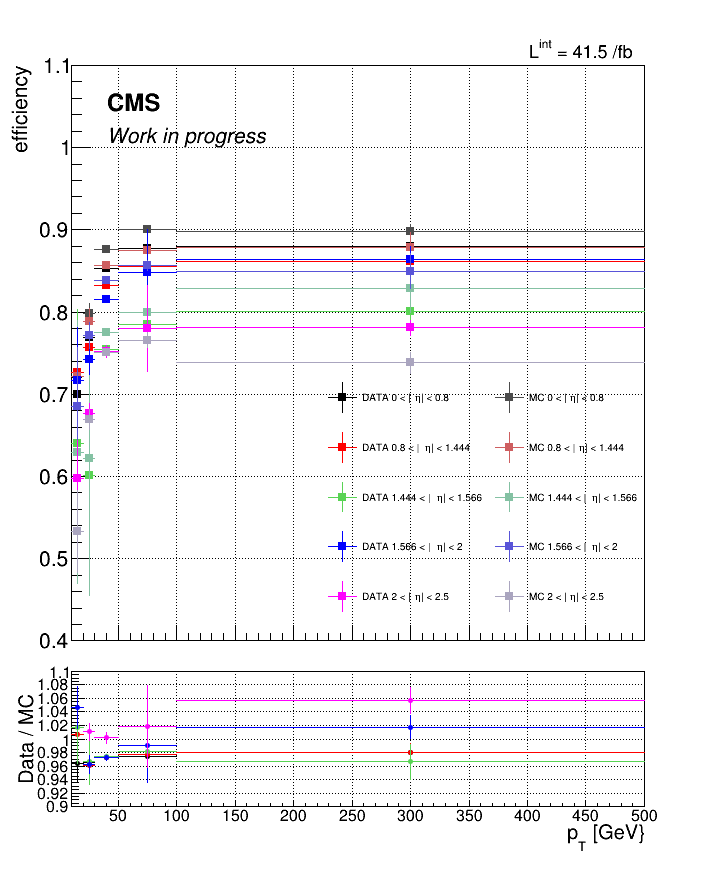 L^int = 41.5 /fb
efficiency
CMS
Work in progress
1.1
1
0.9
0.8
0.7
0.6
0.5
0.4
DATA 0 < | η| < 0.8
MC 0 < | η| < 0.8
DATA 0.8 < | η| < 1.444
MC 0.8 < | η| < 1.444
DATA 1.444 < | η| < 1.566
MC 1.444 < | η| < 1.566
DATA 1.566 < | η| < 2
MC 1.566 < | η| < 2
DATA 2 < | η| < 2.5
MC 2 < | η| < 2.5
Data / MC
1.1
1.08
1.06
1.04
1.02
1
0.98
0.96
0.94
0.92
0.9
50 100 150 200 250 300 350 400 450 500
p_T [GeV}